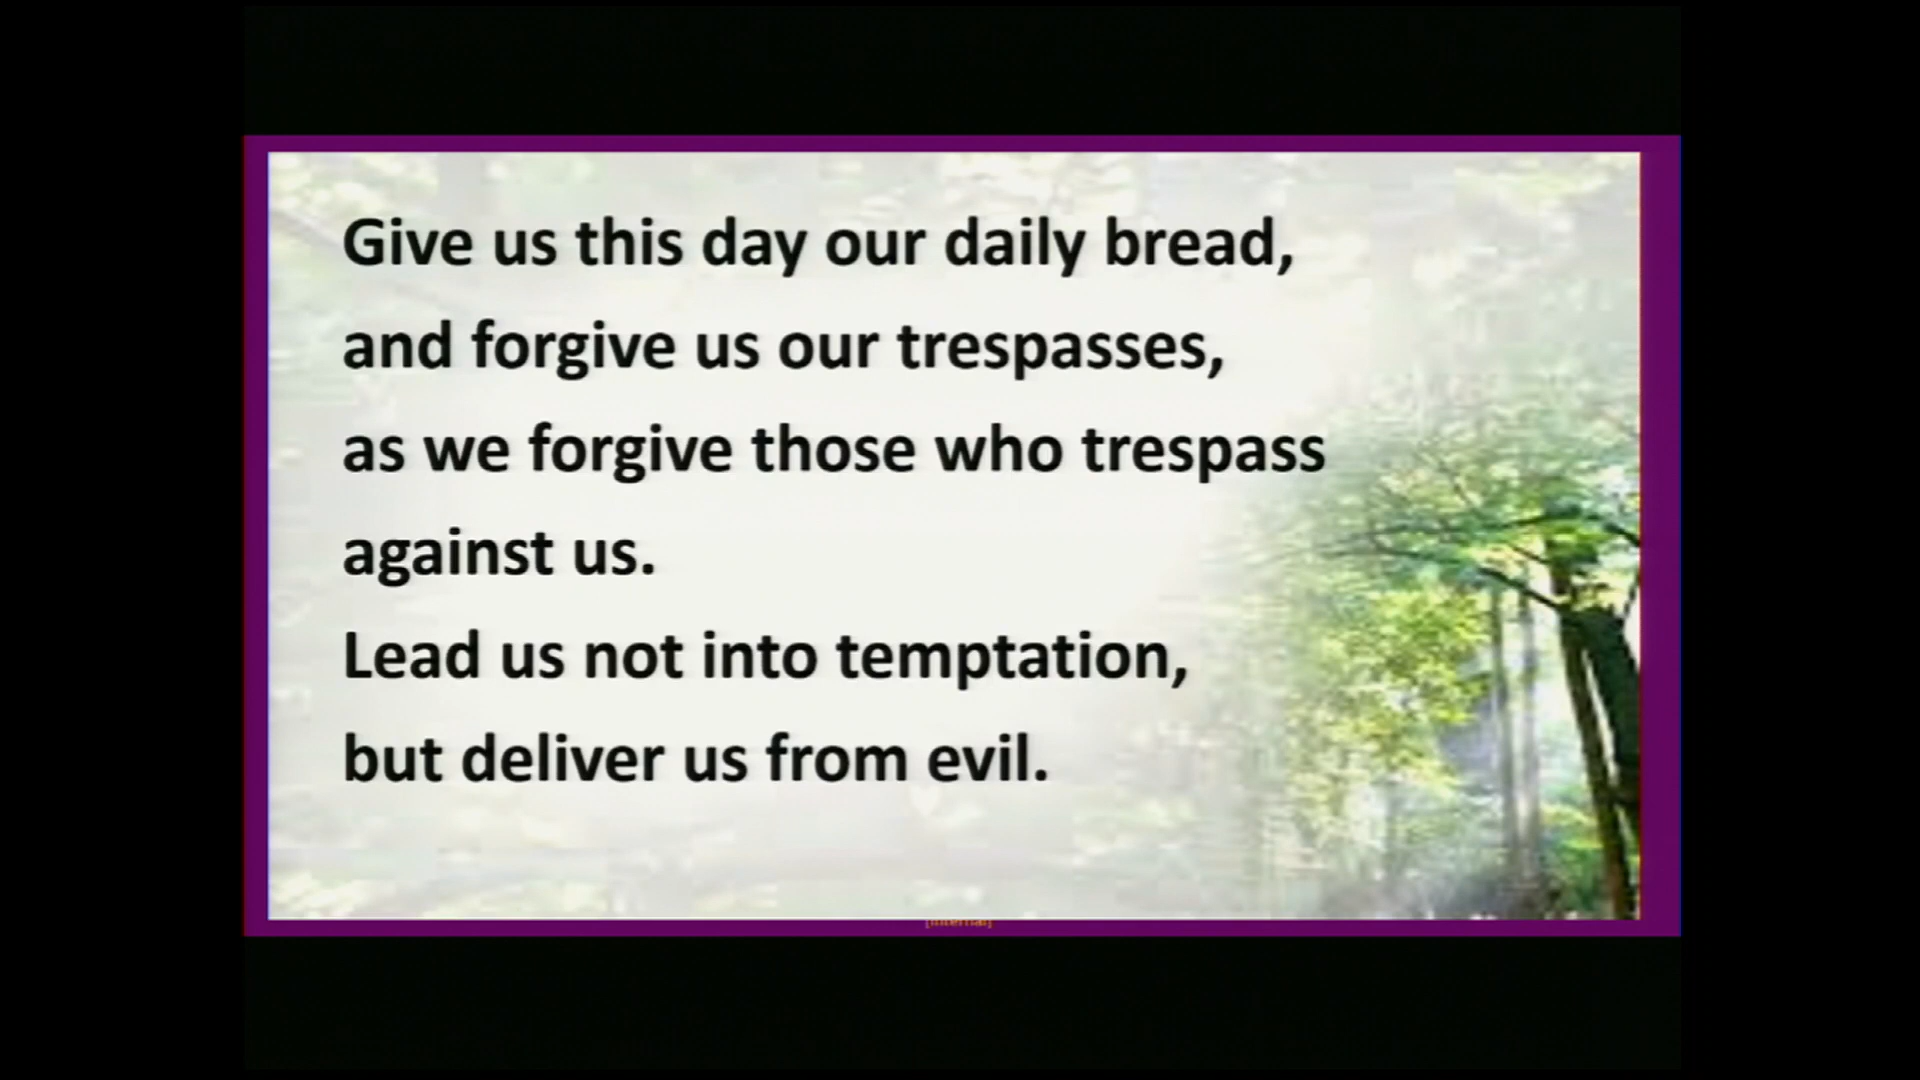 Give us this day our daily bread,
and forgive us our trespasses,
as we forgive those who trespass
against us.
Lead us not into temptation,
but deliver us from evil.